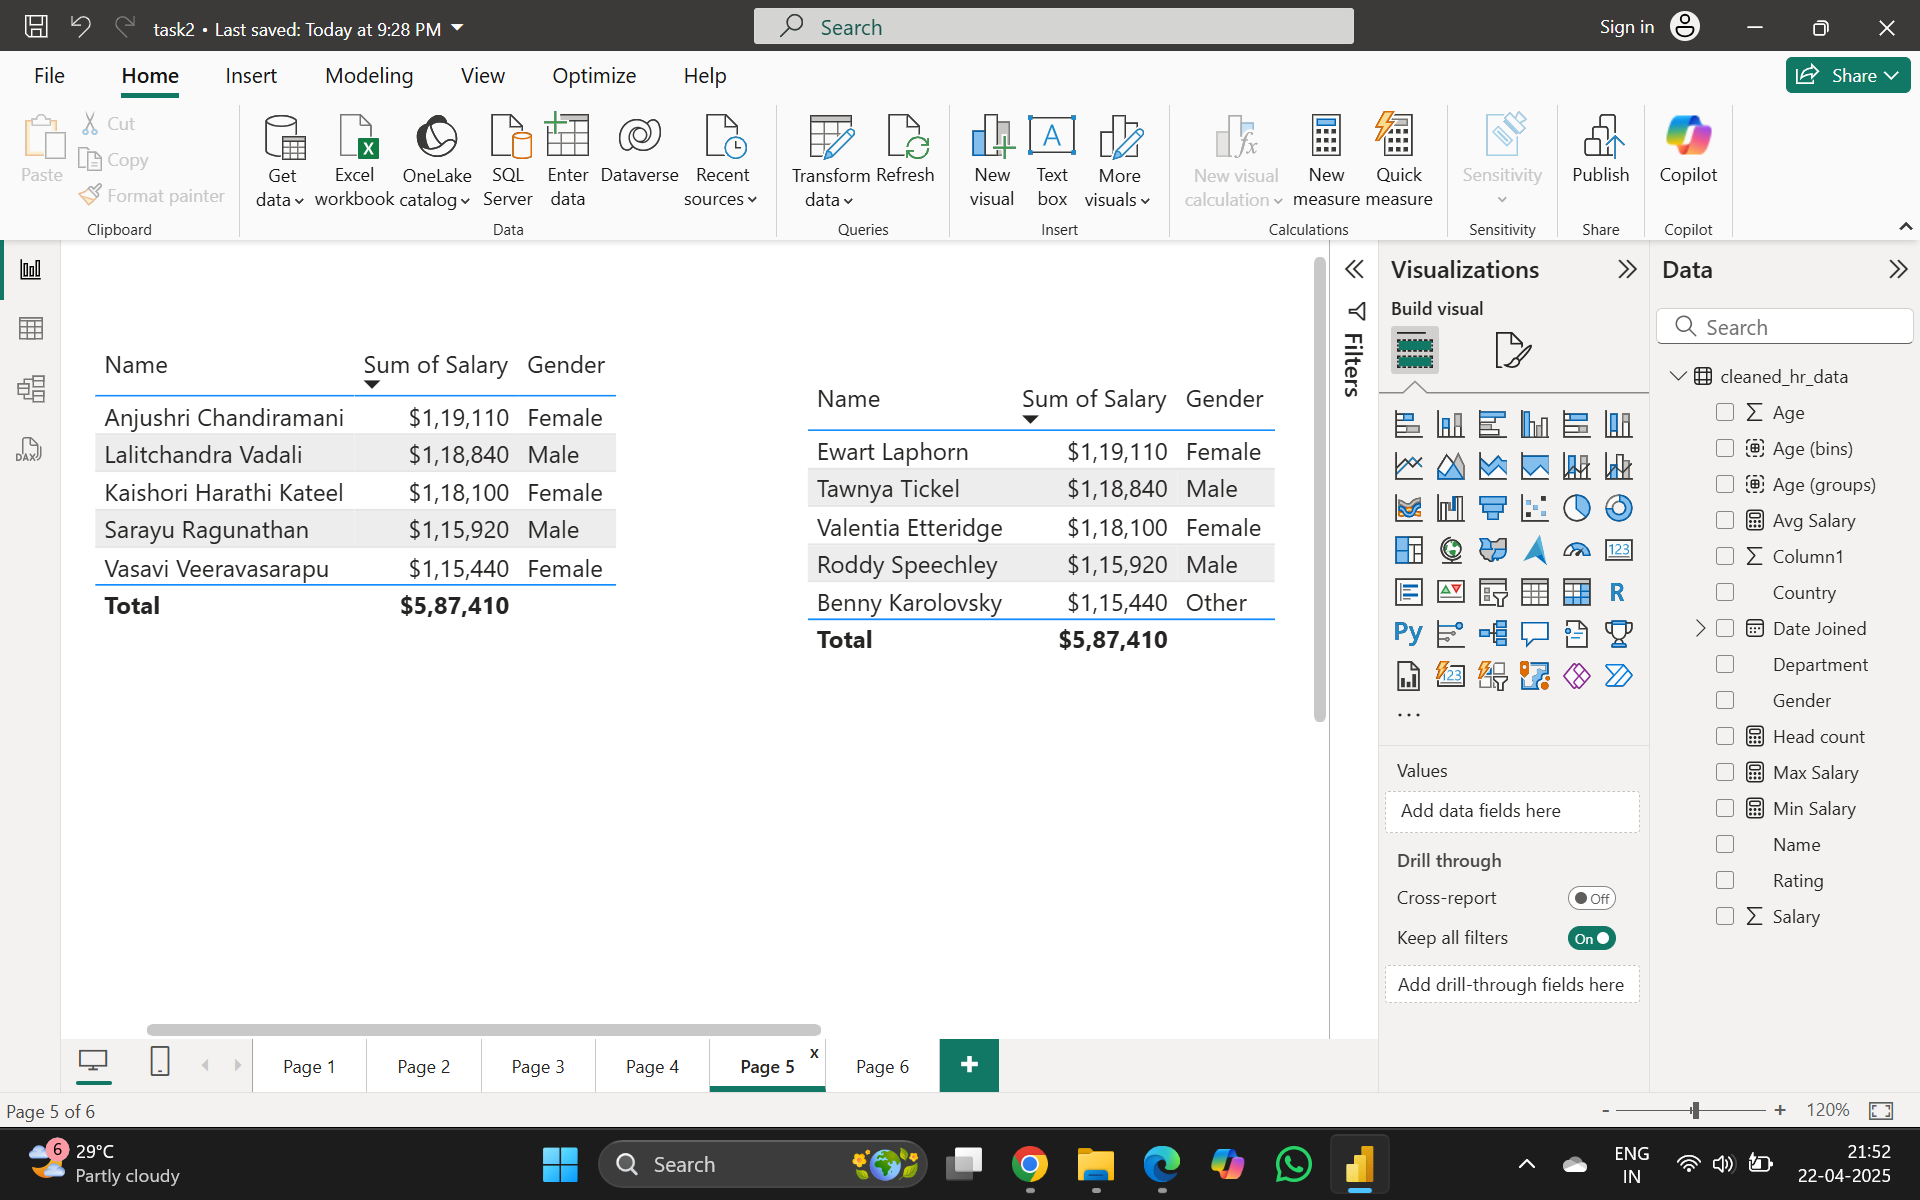 task2 • Last saved: Today at 9:28 PM
Search
Sign in
File
Home
Insert
Modeling
View
Optimize
Help
Share
Paste
Cut
Copy
Format painter
Clipboard
Get data
Excel workbook
OneLake catalog
SQL Server
Enter data
Dataverse
Recent sources
Data
Transform data
Refresh
Queries
New visual
Text box
More visuals
Insert
New visual calculation
New measure
Quick measure
Calculations
Sensitivity
Sensitivity
Publish
Share
Copilot
Copilot
Name Sum of Salary Gender
Anjushri Chandiramani $1,19,110 Female
Lalitchandra Vadali $1,18,840 Male
Kaishori Harathi Kateel $1,18,100 Female
Sarayu Ragunathan $1,15,920 Male
Vasavi Veeravasarapu $1,15,440 Female
Total $5,87,410
Name Sum of Salary Gender
Ewart Laphorn $1,19,110 Female
Tawnya Tickel $1,18,840 Male
Valentia Etteridge $1,18,100 Female
Roddy Speechley $1,15,920 Male
Benny Karolovsky $1,15,440 Other
Total $5,87,410
Filters
Visualizations
Build visual
Values
Add data fields here
Drill through
Cross-report Off
Keep all filters On
Add drill-through fields here
Data
Search
cleaned_hr_data
Age
Age (bins)
Age (groups)
Avg Salary
Column1
Country
Date Joined
Department
Gender
Head count
Max Salary
Min Salary
Name
Rating
Salary
Page 1
Page 2
Page 3
Page 4
Page 5
x
Page 6
+
Page 5 of 6
- + 120%
6
29°C
Partly cloudy
Search
ENG
IN
21:52
22-04-2025
DAX
R
Py
123
123
X
A
fx